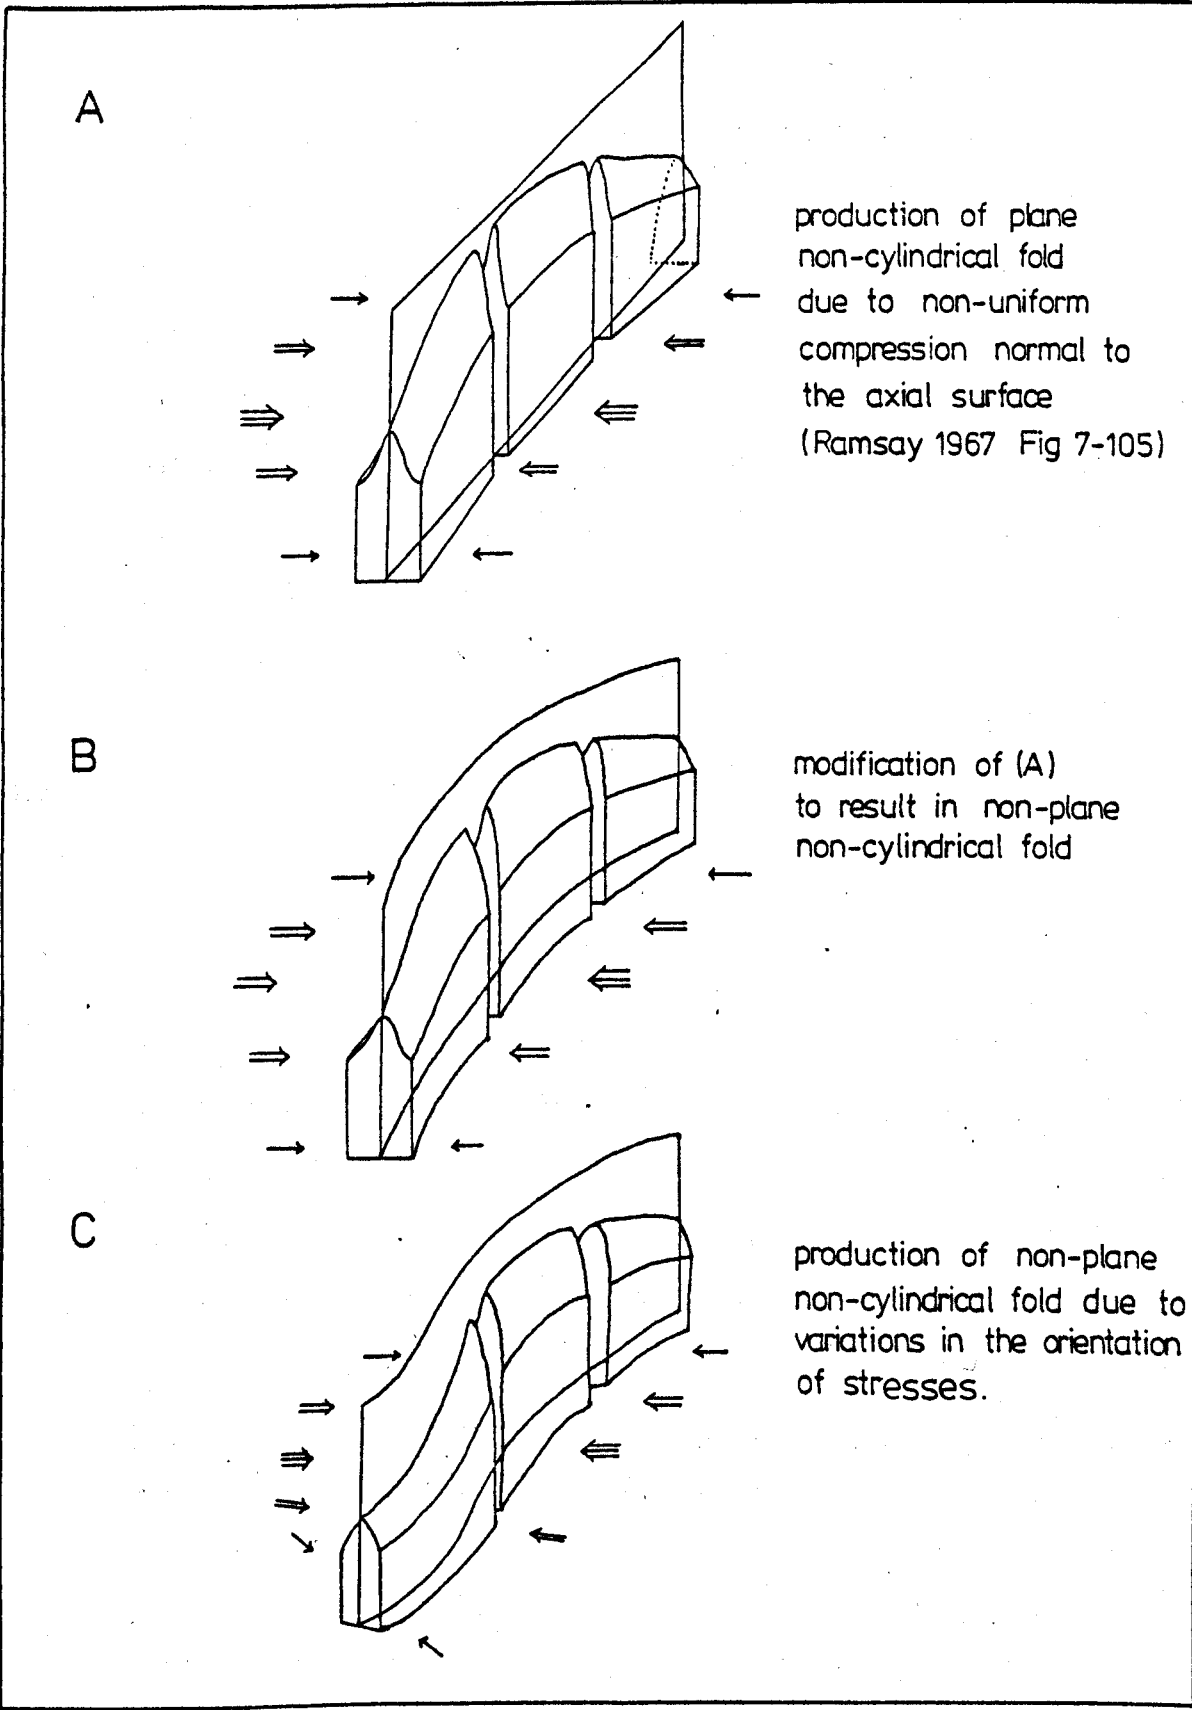 A
production of plane
non-cylindrical fold
due to non-uniform
compression normal to
the axial surface
(Ramsay 1967 Fig 7-105)
B
modification of (A)
to result in non-plane
non-cylindrical fold
C
production of non-plane
non-cylindrical fold due to
variations in the orientation
of stresses.